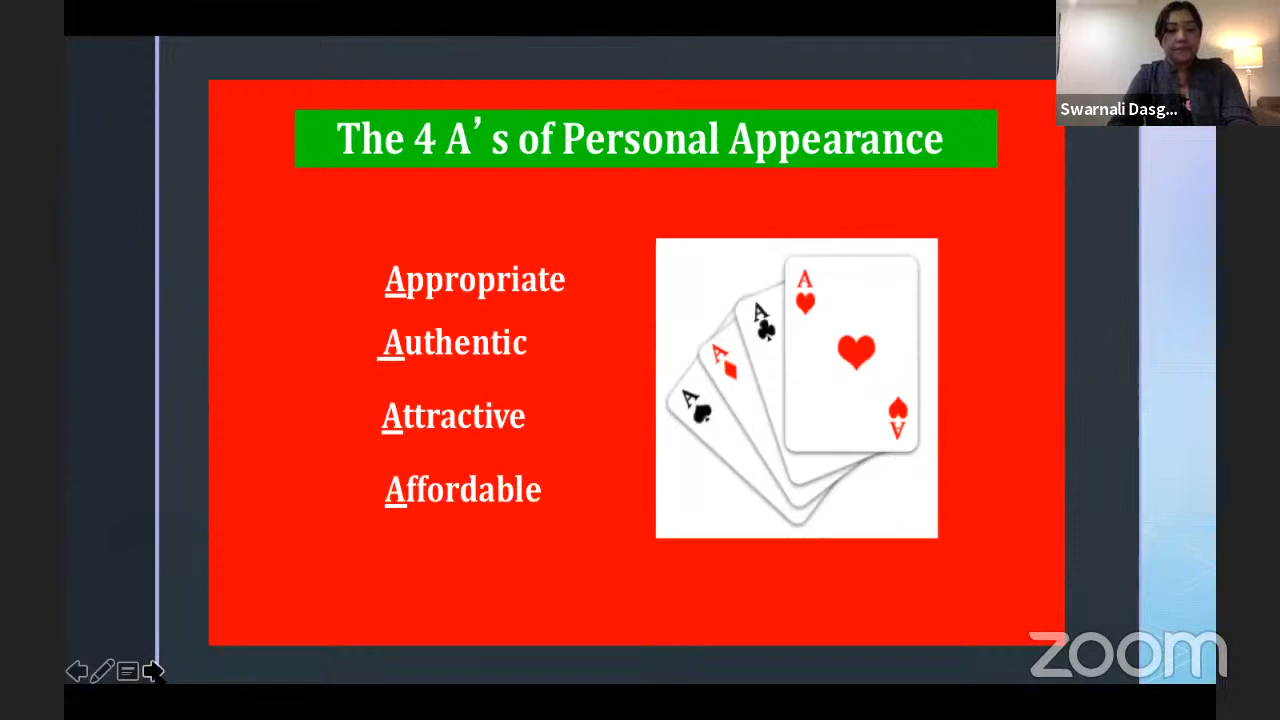 The 4 A’ s of Personal Appearance
Swarnali Dasg...
Appropriate
Authentic
Attractive
Affordable
A
A
A
A
A
zoom